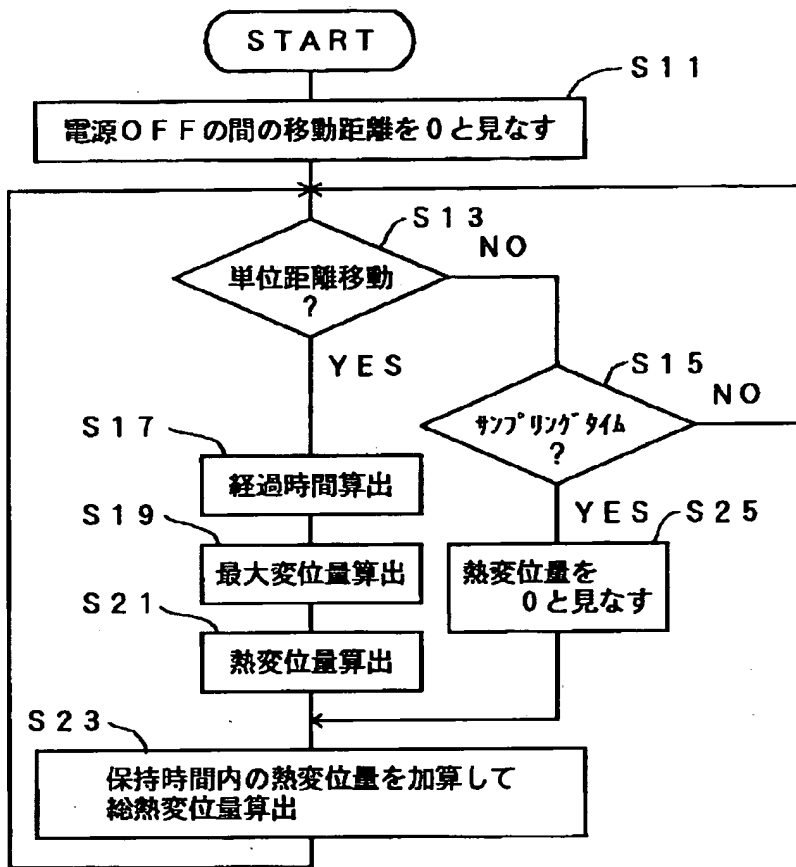 START
S11
電源OFFの間の移動距離を0と見なす
S13
NO
単位距離移動
?
YES
S15
NO
サンプリングタイム
?
S17
経過時間算出
YES
S25
S19
最大変位量算出
熱変位量を
0と見なす
S21
熱変位量算出
S23
保持時間内の熱変位量を加算して
総熱変位量算出